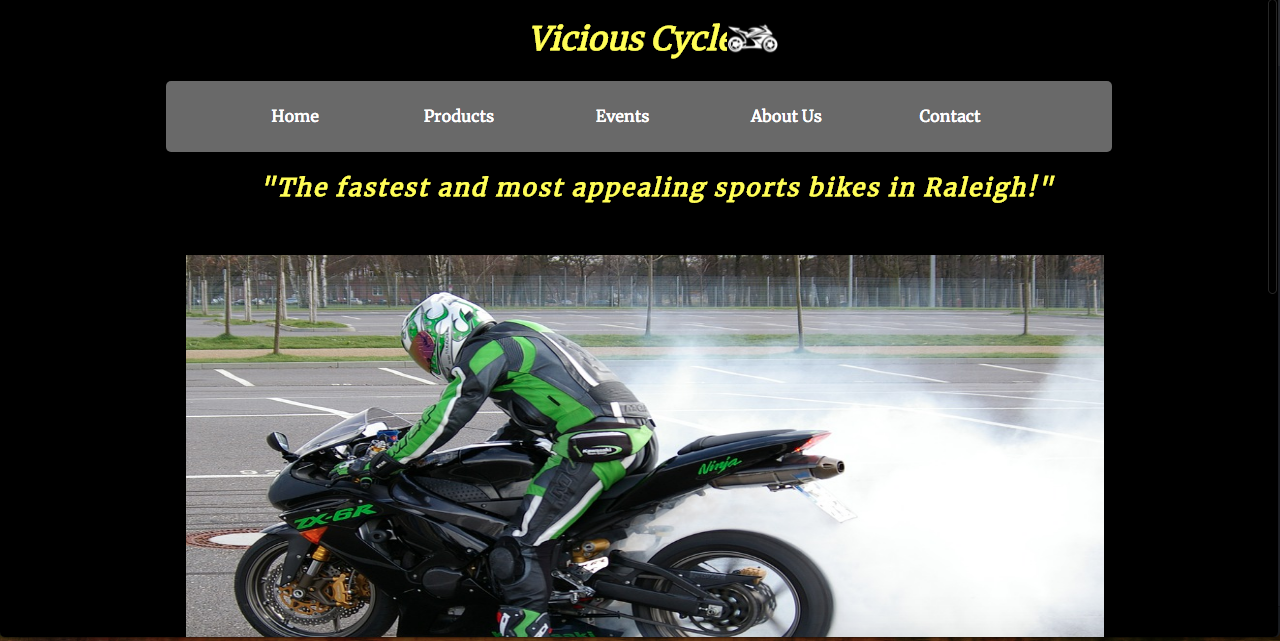 Vicious Cycle
Home Products Events About Us Contact
"The fastest and most appealing sports bikes in Raleigh!"
Ninja
ZX-6R
Kawasaki